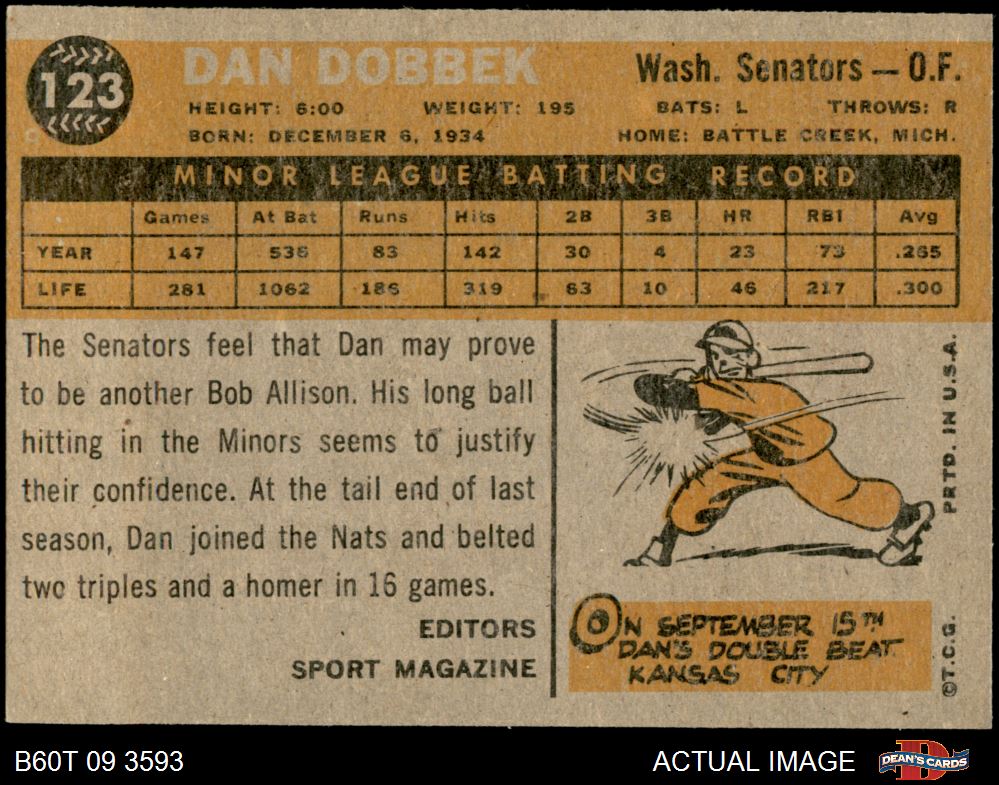 123
DAN DOBBEK
Wash. Senators — O.F.
HEIGHT: 6:00 WEIGHT: 195 BATS: L THROWS: R
BORN: DECEMBER 6, 1934 HOME: BATTLE CREEK, MICH.
MINOR LEAGUE BATTING RECORD
Games At Bat Runs Hits 2B 3B HR RBI Avg
YEAR 147 536 83 142 30 4 23 73 .265
LIFE 281 1062 186 319 63 10 46 217 .300
The Senators feel that Dan may prove
to be another Bob Allison. His long ball
hitting in the Minors seems to justify
their confidence. At the tail end of last
season, Dan joined the Nats and belted
two triples and a homer in 16 games.
EDITORS
SPORT MAGAZINE
ON SEPTEMBER 15TH
DAN'S DOUBLE BEAT
KANSAS CITY
©T.C.G. PRTD. IN U.S.A.
B60T 09 3593 ACTUAL IMAGE DEAN'S CARDS